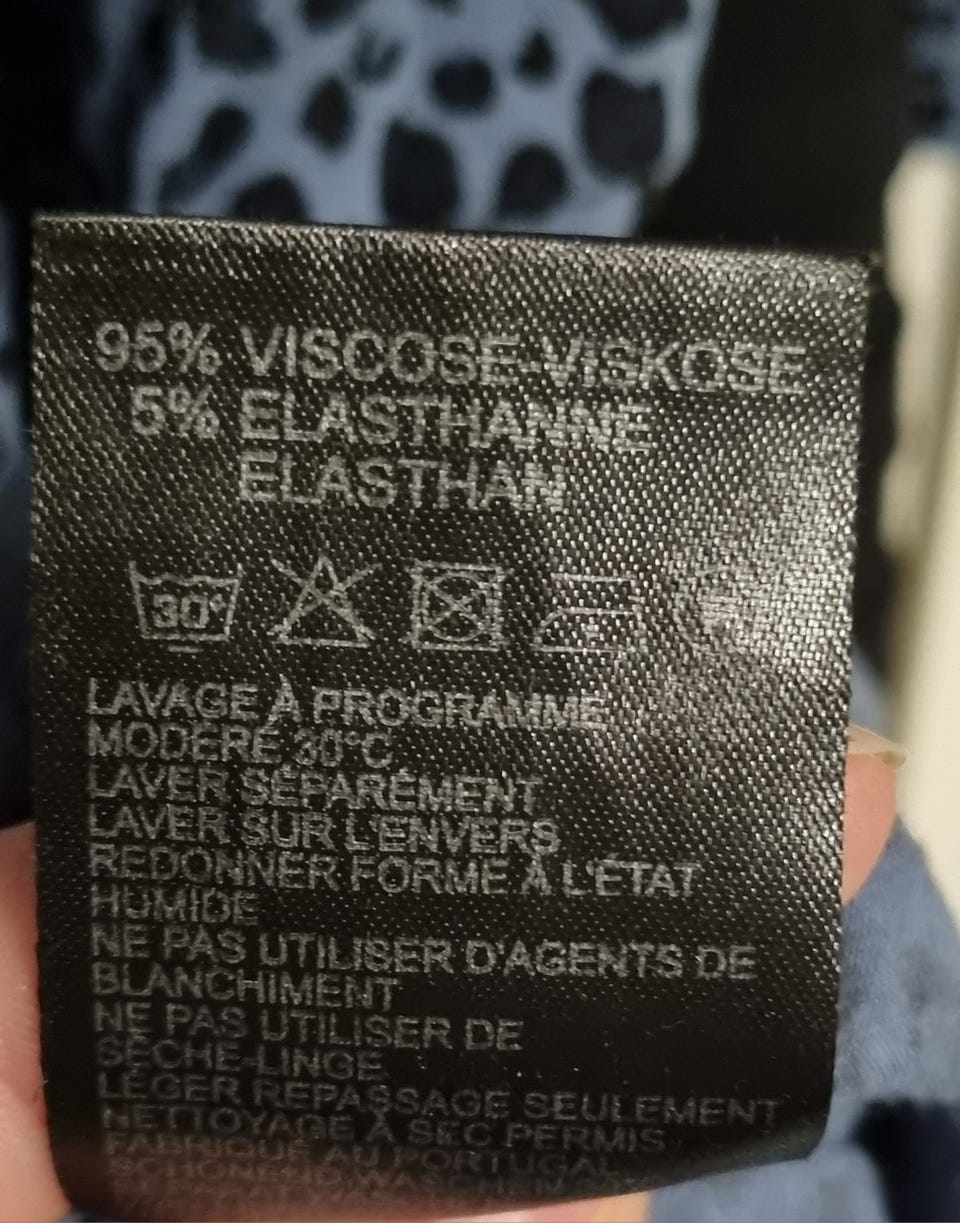 95% VISCOSE-VISKOSE
5% ELASTHANNE
ELASTHAN
30°
LAVAGE À PROGRAMME
MODÉRÉ 30°C
LAVER SÉPARÉMENT
LAVER SUR L'ENVERS
REDONNER FORME À L'ÉTAT
HUMIDE
NE PAS UTILISER D'AGENTS DE
BLANCHIMENT
NE PAS UTILISER DE
SÈCHE-LINGE
LÉGER REPASSAGE SEULEMENT
NETTOYAGE À SEC PERMIS
FABRIQUÉ AU PORTUGAL
SCHONEND WASCHEN